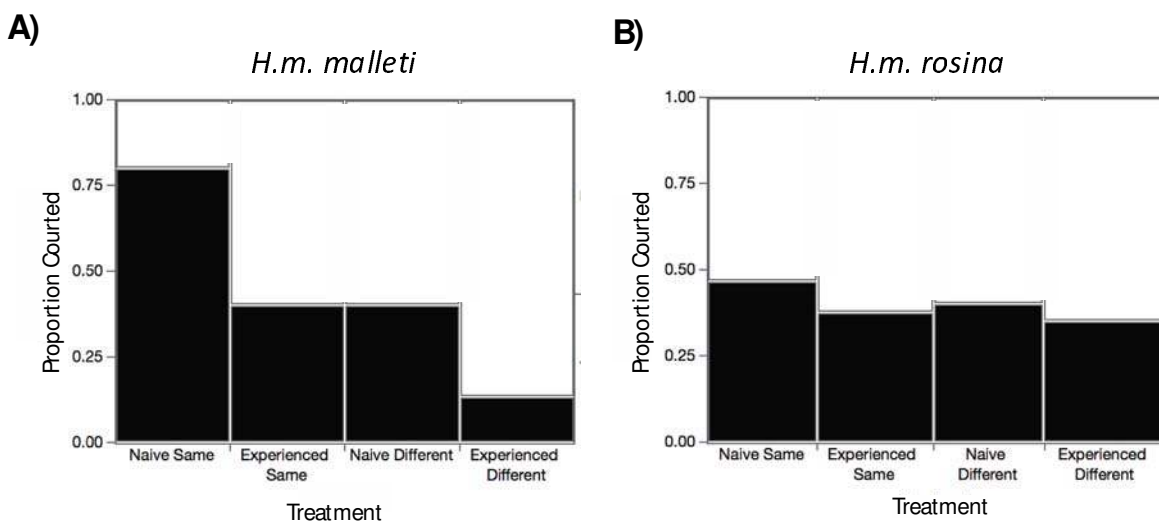 A)
H.m. malleti
Proportion Courted
1.00
0.75
0.50
0.25
0.00
Naive Same
Experienced
Same
Naive Different
Experienced
Different
Treatment
B)
H.m. rosina
Proportion Courted
1.00
0.75
0.50
0.25
0.00
Naive Same
Experienced
Same
Naive
Different
Experienced
Different
Treatment